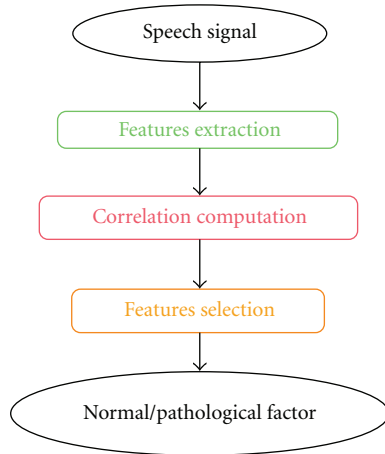 Speech signal
Features extraction
Correlation computation
Features selection
Normal/pathological factor